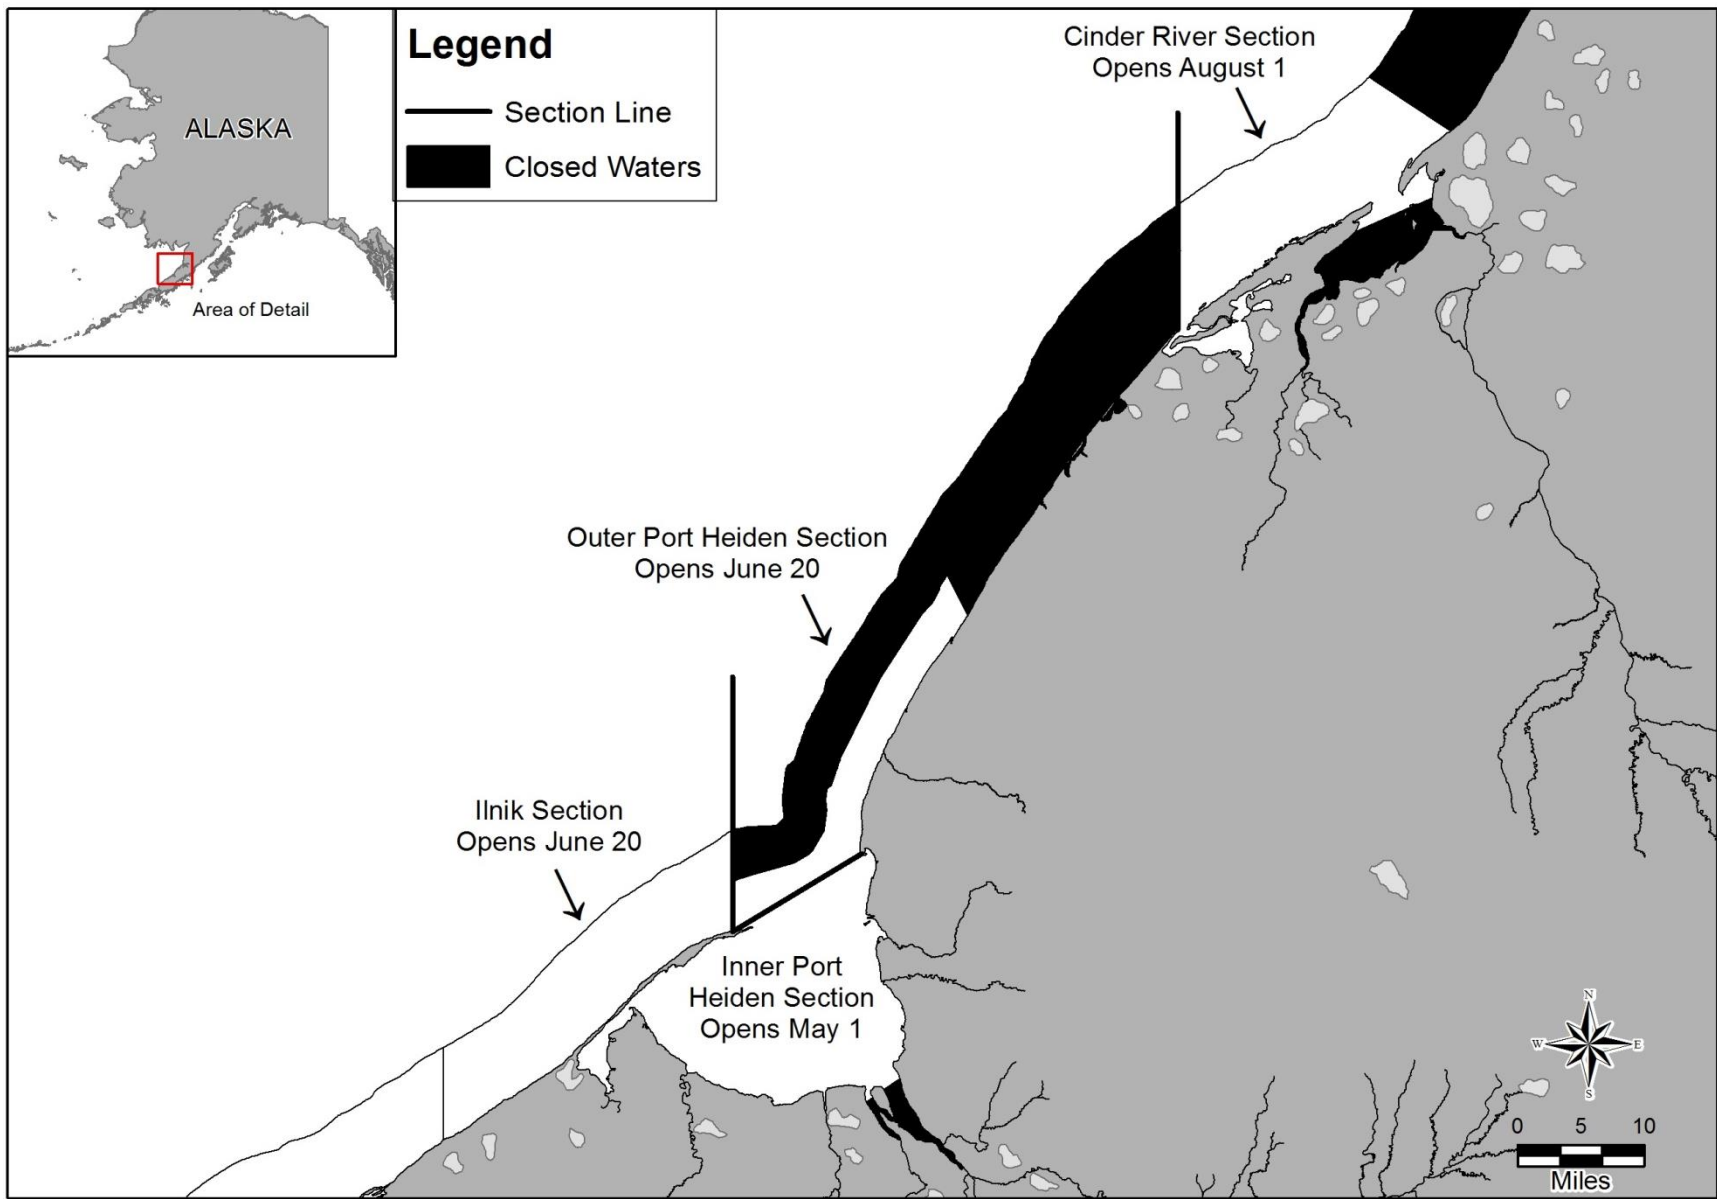 ALASKA
Area of Detail
Legend
Section Line
Closed Waters
Cinder River Section
Opens August 1
Outer Port Heiden Section
Opens June 20
Ilnik Section
Opens June 20
Inner Port
Heiden Section
Opens May 1
N
W
E
S
0 5 10
Miles